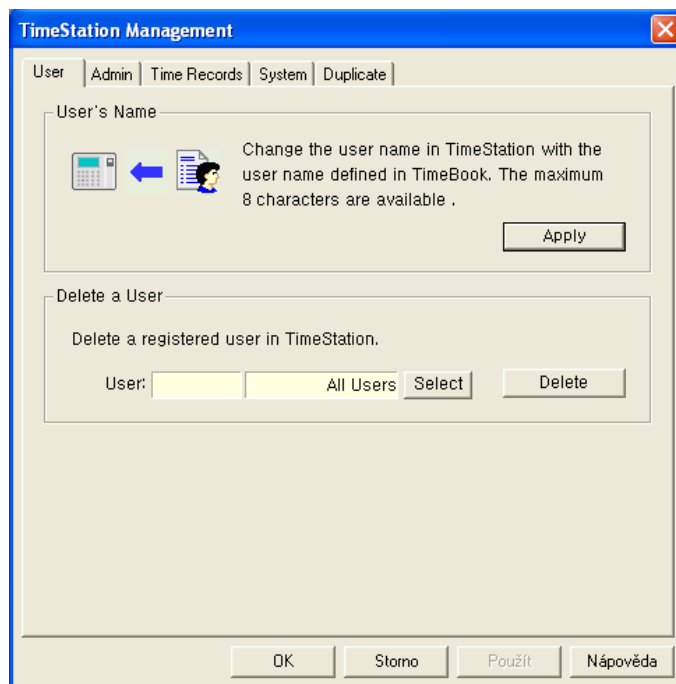 TimeStation Management
User Admin Time Records System Duplicate
User's Name
Change the user name in TimeStation with the
user name defined in TimeBook. The maximum
8 characters are available .
Apply
Delete a User
Delete a registered user in TimeStation.
User: All Users Select Delete
OK Storno Použít Nápověda